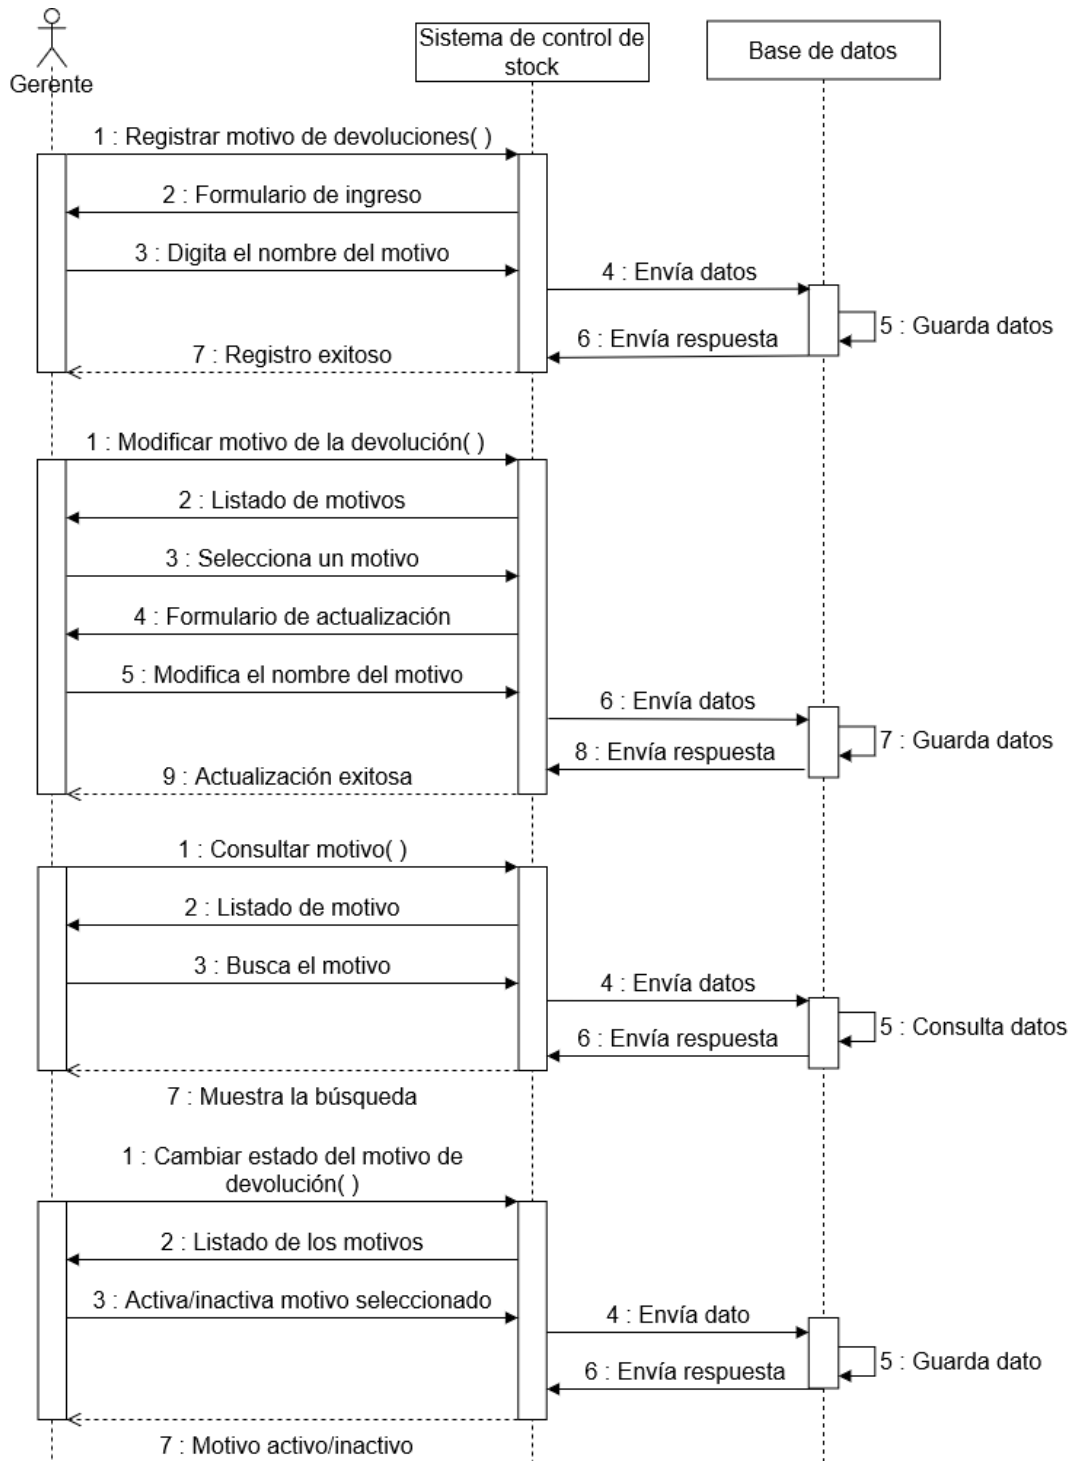 Gerente
Sistema de control de
stock
Base de datos
1 : Registrar motivo de devoluciones( )
2 : Formulario de ingreso
3 : Digita el nombre del motivo
4 : Envía datos
5 : Guarda datos
6 : Envía respuesta
7 : Registro exitoso
1 : Modificar motivo de la devolución( )
2 : Listado de motivos
3 : Selecciona un motivo
4 : Formulario de actualización
5 : Modifica el nombre del motivo
6 : Envía datos
7 : Guarda datos
8 : Envía respuesta
9 : Actualización exitosa
1 : Consultar motivo( )
2 : Listado de motivo
3 : Busca el motivo
4 : Envía datos
5 : Consulta datos
6 : Envía respuesta
7 : Muestra la búsqueda
1 : Cambiar estado del motivo de
devolución( )
2 : Listado de los motivos
3 : Activa/inactiva motivo seleccionado
4 : Envía dato
5 : Guarda dato
6 : Envía respuesta
7 : Motivo activo/inactivo